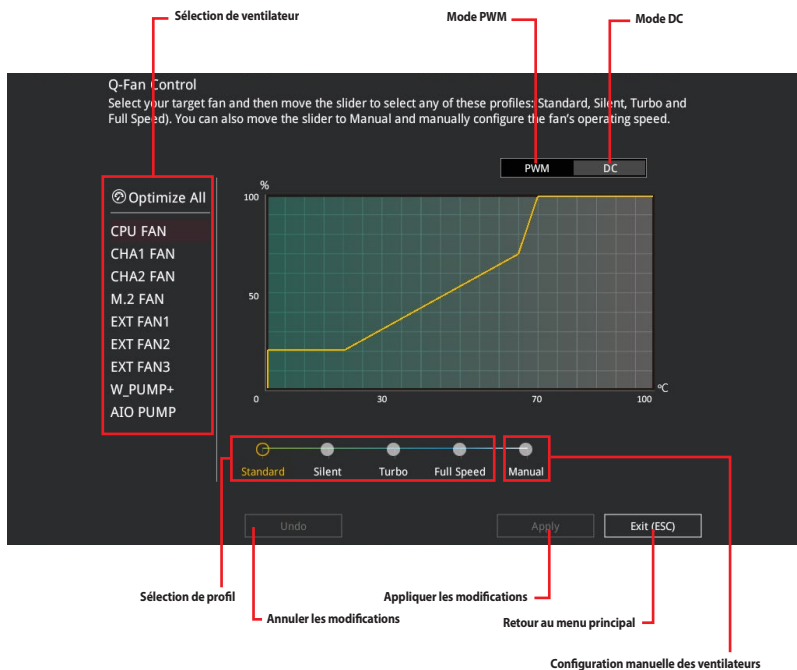 Sélection de ventilateur
Mode PWM
Mode DC
Q-Fan Control
Select your target fan and then move the slider to select any of these profiles: Standard, Silent, Turbo and
Full Speed). You can also move the slider to Manual and manually configure the fan's operating speed.
PWM
DC
Optimize All
CPU FAN
CHA1 FAN
CHA2 FAN
M.2 FAN
EXT FAN1
EXT FAN2
EXT FAN3
W_PUMP+
AIO PUMP
%
100
50
0
30
70
100
ºC
Standard
Silent
Turbo
Full Speed
Manual
Undo
Apply
Exit (ESC)
Sélection de profil
Appliquer les modifications
Annuler les modifications
Retour au menu principal
Configuration manuelle des ventilateurs